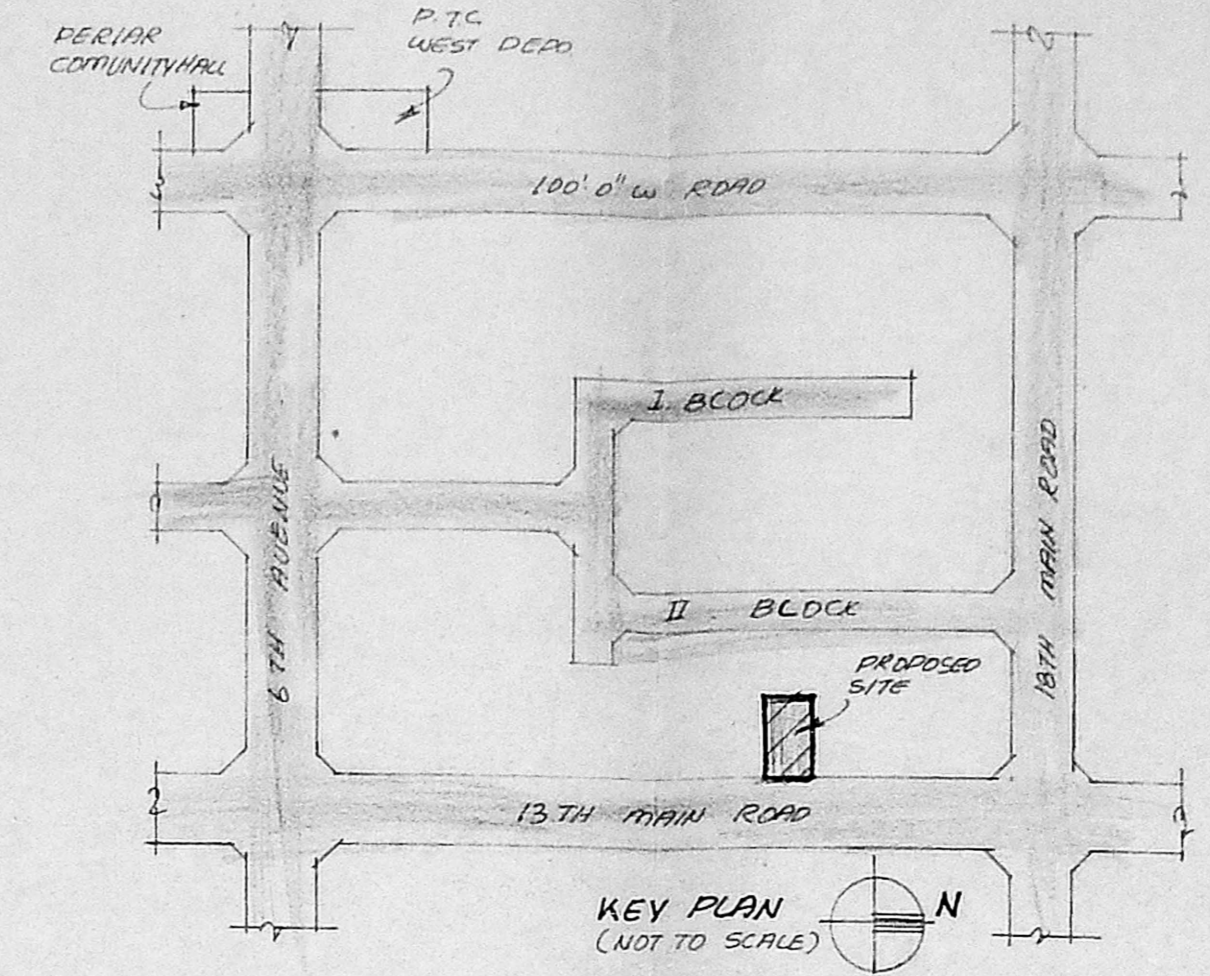 PERIAR
COMUNITYHALL
P.T.C
WEST DEPO
100'.0" W ROAD
I. BLOCK
6TH AVENUE
18TH MAIN ROAD
II. BLOCK
PROPOSED
SITE
13TH MAIN ROAD
KEY PLAN
(NOT TO SCALE)
N